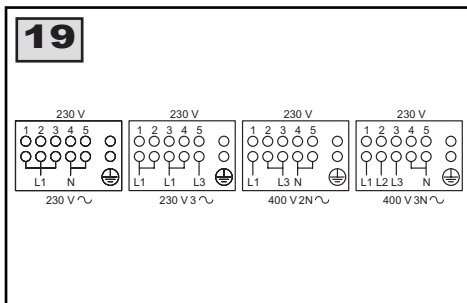 19
230 V
1 2 3 4 5
L1 N
230 V ~
230 V
1 2 3 4 5
L1 L1 L3
230 V 3 ~
230 V
1 2 3 4 5
L1 L3 N
400 V 2N ~
230 V
1 2 3 4 5
L1 L2 L3 N
400 V 3N ~